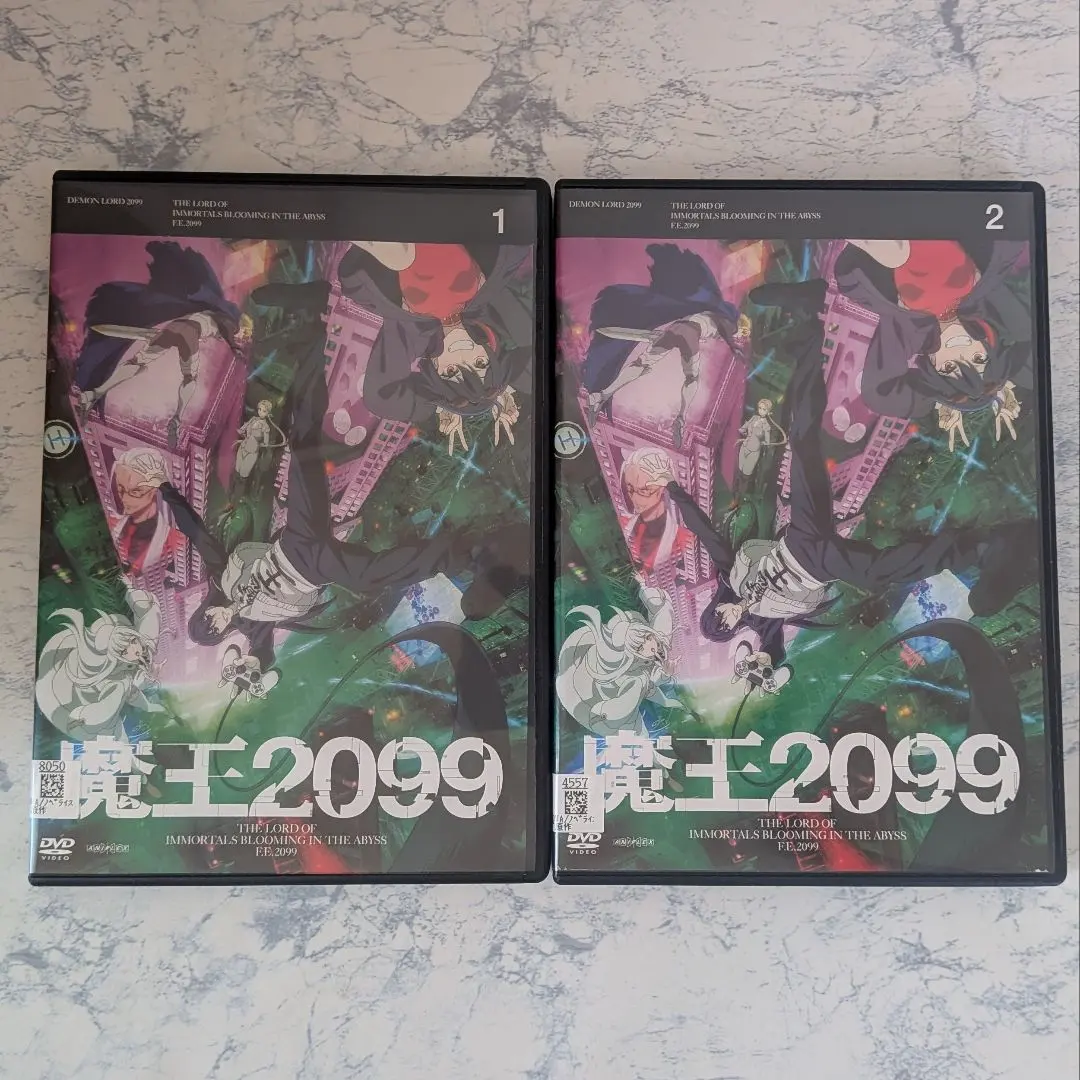 DEMON LORD 2099
THE LORD OF
IMMORTALS BLOOMING IN THE ABYSS
F.E.2099
1
H
8050
魔王2099
THE LORD OF
IMMORTALS BLOOMING IN THE ABYSS
F.E.2099
DVD
VIDEO
ANIPLEX
DEMON LORD 2099
THE LORD OF
IMMORTALS BLOOMING IN THE ABYSS
F.E.2099
2
H
4557
魔王2099
THE LORD OF
IMMORTALS BLOOMING IN THE ABYSS
F.E.2099
DVD
VIDEO
ANIPLEX